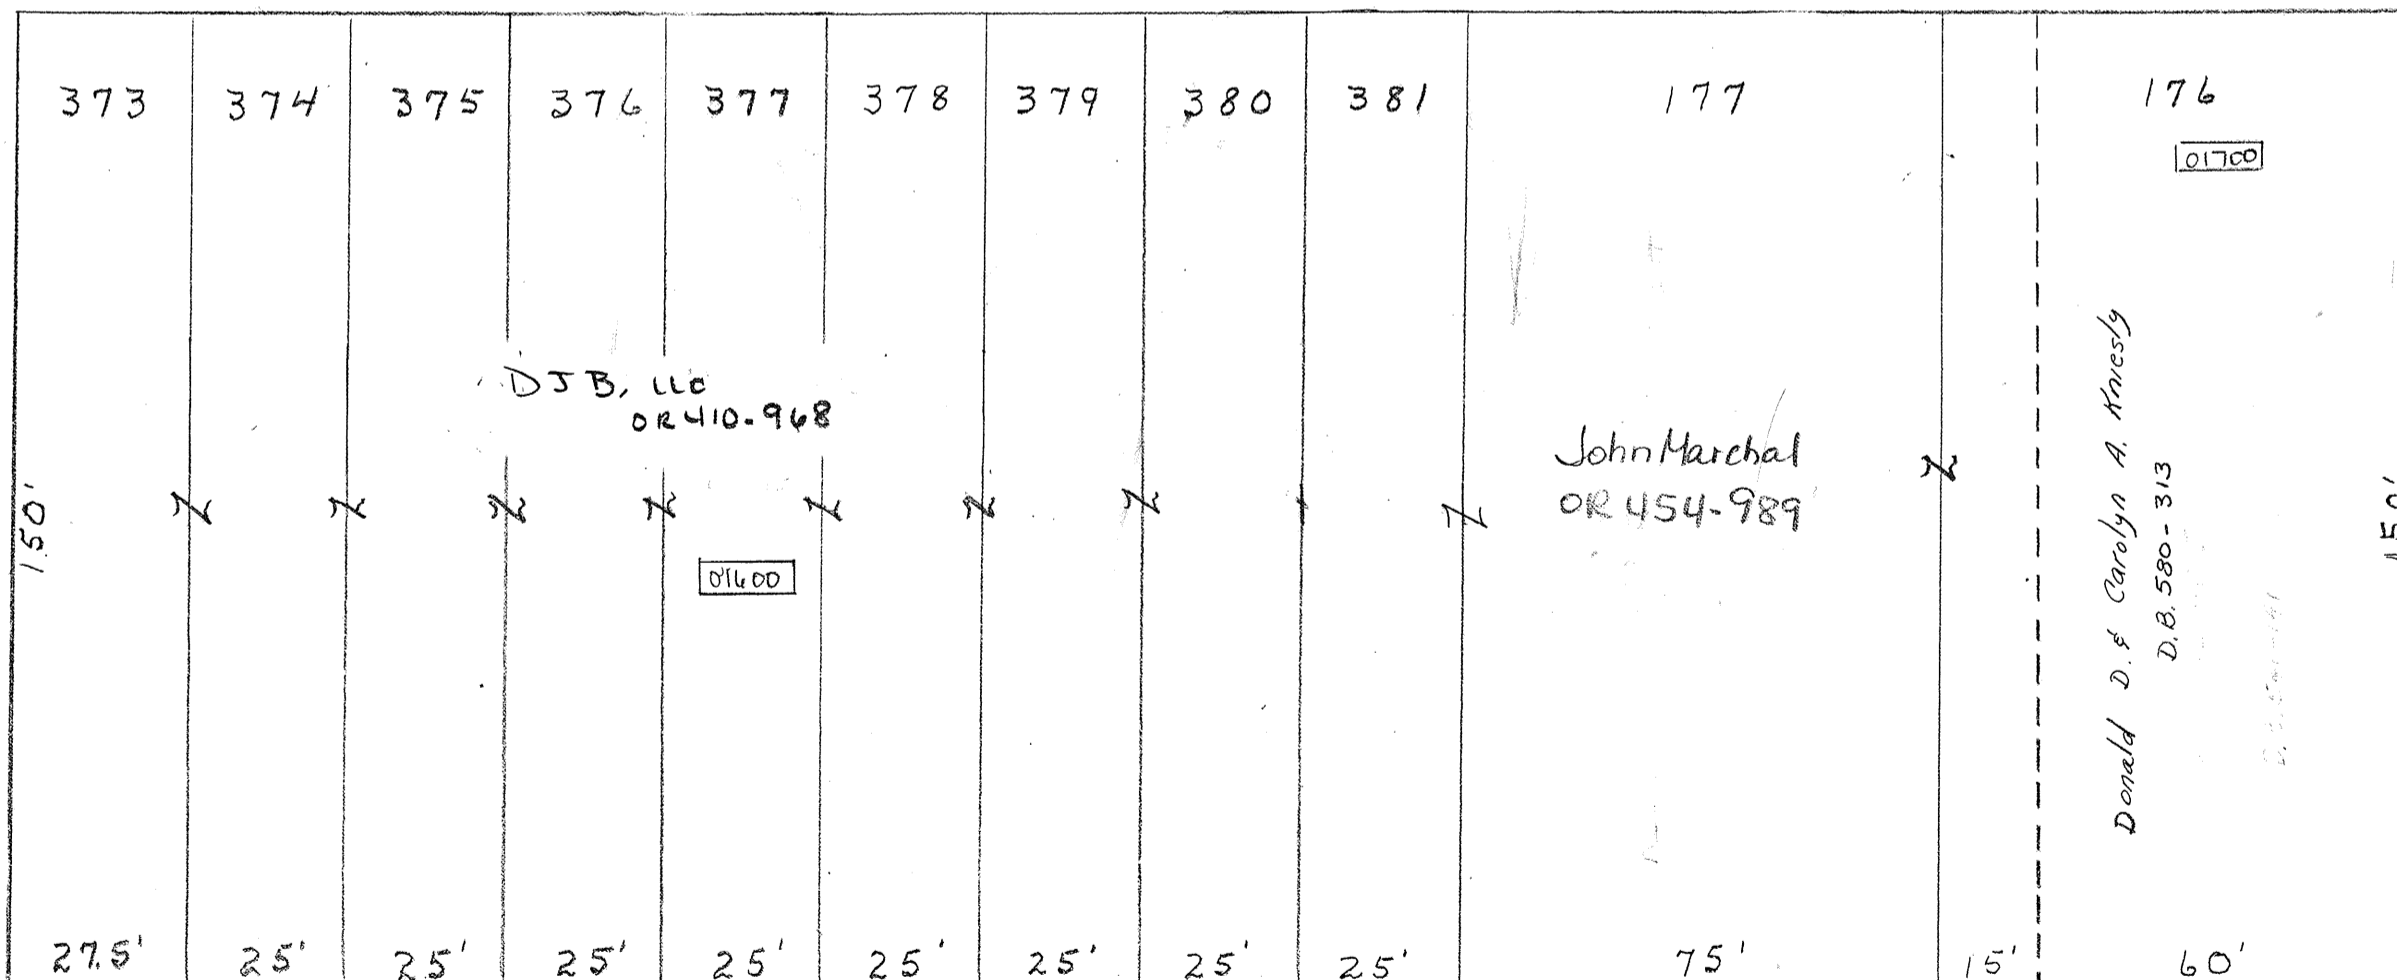 373 374 375 376 377 378 379 380 381 177 176
01700
DJB, LLC
OR 410-968
John Marchal
OR 454-989
01600
Donald D. & Carolyn A. Kniesly
D.B. 580-313
150'
150'
27.5' 25' 25' 25' 25' 25' 25' 25' 25' 75' 15' 60'